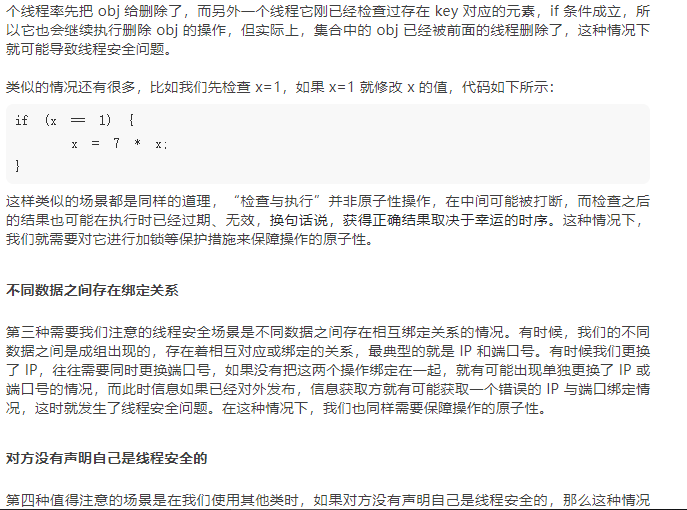 个线程率先把 obj 给删除了，而另外一个线程它刚已经检查过存在 key 对应的元素，if 条件成立，所
以它也会继续执行删除 obj 的操作，但实际上，集合中的 obj 已经被前面的线程删除了，这种情况下
就可能导致线程安全问题。
类似的情况还有很多，比如我们先检查 x=1，如果 x=1 就修改 x 的值，代码如下所示：
if (x == 1) {
x = 7 * x;
}
这样类似的场景都是同样的道理，“检查与执行”并非原子性操作，在中间可能被打断，而检查之后
的结果也可能在执行时已经过期、无效，换句话说，获得正确结果取决于幸运的时序。这种情况下，
我们就需要对它进行加锁等保护措施来保障操作的原子性。
不同数据之间存在绑定关系
第三种需要我们注意的线程安全场景是不同数据之间存在相互绑定关系的情况。有时候，我们的不同
数据之间是成组出现的，存在着相互对应或绑定的关系，最典型的就是 IP 和端口号。有时候我们更换
了 IP，往往需要同时更换端口号，如果没有把这两个操作绑定在一起，就有可能出现单独更换了 IP 或
端口号的情况，而此时信息如果已经对外发布，信息获取方就有可能获取一个错误的 IP 与端口绑定情
况，这时就发生了线程安全问题。在这种情况下，我们也同样需要保障操作的原子性。
对方没有声明自己是线程安全的
第四种值得注意的场景是在我们使用其他类时，如果对方没有声明自己是线程安全的，那么这种情况